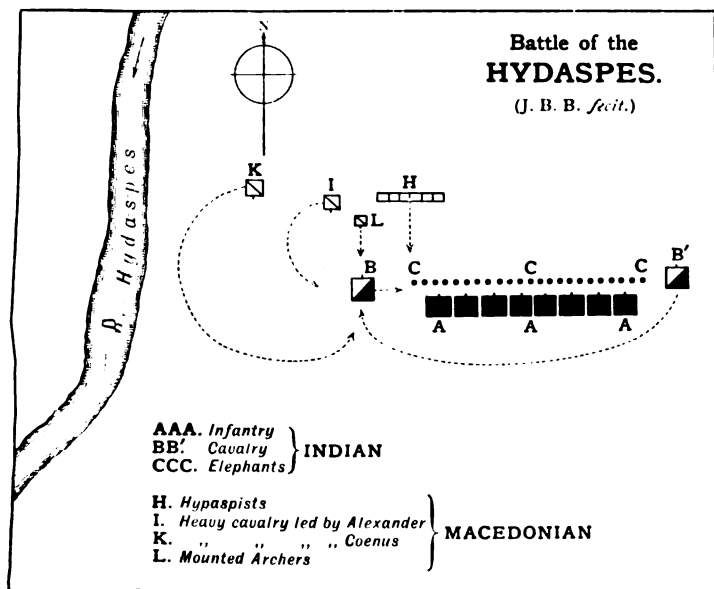 Battle of the
HYDASPES.
(J. B. B. fecit.)
N
R. Hydaspes
K
I
H
L
B
C
C
C
B'
A
A
A
AAA. Infantry
BB'. Cavalry
CCC. Elephants
INDIAN
H. Hypaspists
I. Heavy cavalry led by Alexander
K. ,, ,, ,, ,, Coenus
L. Mounted Archers
MACEDONIAN